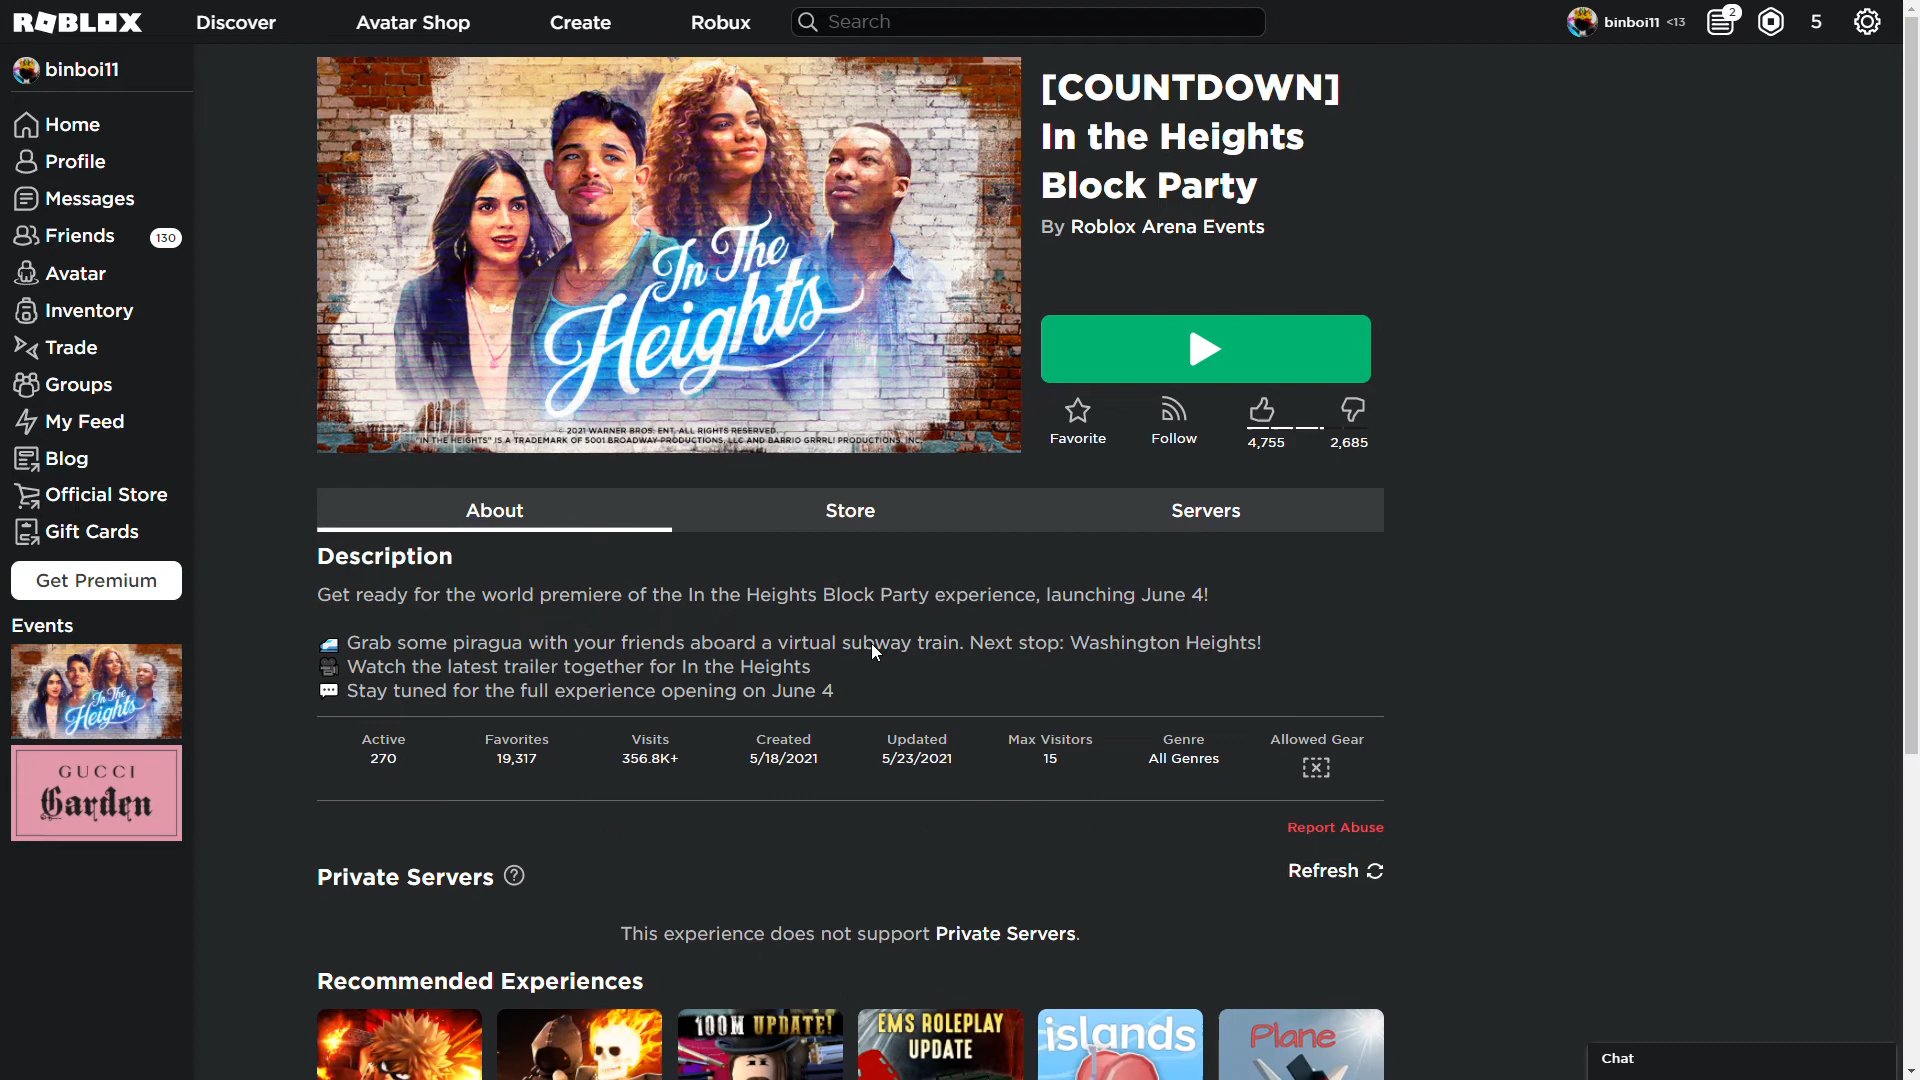 ROBLOX
Discover
Avatar Shop
Create
Robux
Search
binboi11 <13
2
5
binboi11
Home
Profile
Messages
Friends
130
Avatar
Inventory
Trade
Groups
My Feed
Blog
Official Store
Gift Cards
Get Premium
Events
In The
Heights
GUCCI
Garden
In The
Heights
© 2021 WARNER BROS. ENT. ALL RIGHTS RESERVED.
"IN THE HEIGHTS" IS A TRADEMARK OF 5001 BROADWAY PRODUCTIONS, LLC AND BARRIO GRRRL! PRODUCTIONS, INC.
[COUNTDOWN]
In the Heights
Block Party
By Roblox Arena Events
Favorite
Follow
4,755
2,685
About
Store
Servers
Description
Get ready for the world premiere of the In the Heights Block Party experience, launching June 4!
🚄 Grab some piragua with your friends aboard a virtual subway train. Next stop: Washington Heights!
🎥 Watch the latest trailer together for In the Heights
💬 Stay tuned for the full experience opening on June 4
Active
270
Favorites
19,317
Visits
356.8K+
Created
5/18/2021
Updated
5/23/2021
Max Visitors
15
Genre
All Genres
Allowed Gear
Report Abuse
Private Servers
Refresh
This experience does not support Private Servers.
Recommended Experiences
100M UPDATE!
EMS ROLEPLAY
UPDATE
islands
Plane
Chat